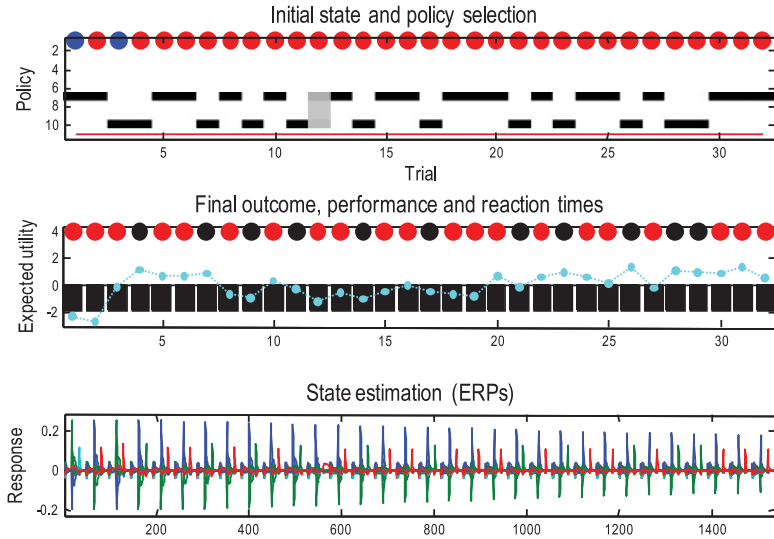 Initial state and policy selection
Policy
2
4
6
8
10
5 10 15 20 25 30
Trial
Final outcome, performance and reaction times
Expected utility
4
2
0
-2
5 10 15 20 25 30
State estimation (ERPs)
Response
0.2
0
-0.2
200 400 600 800 1000 1200 1400